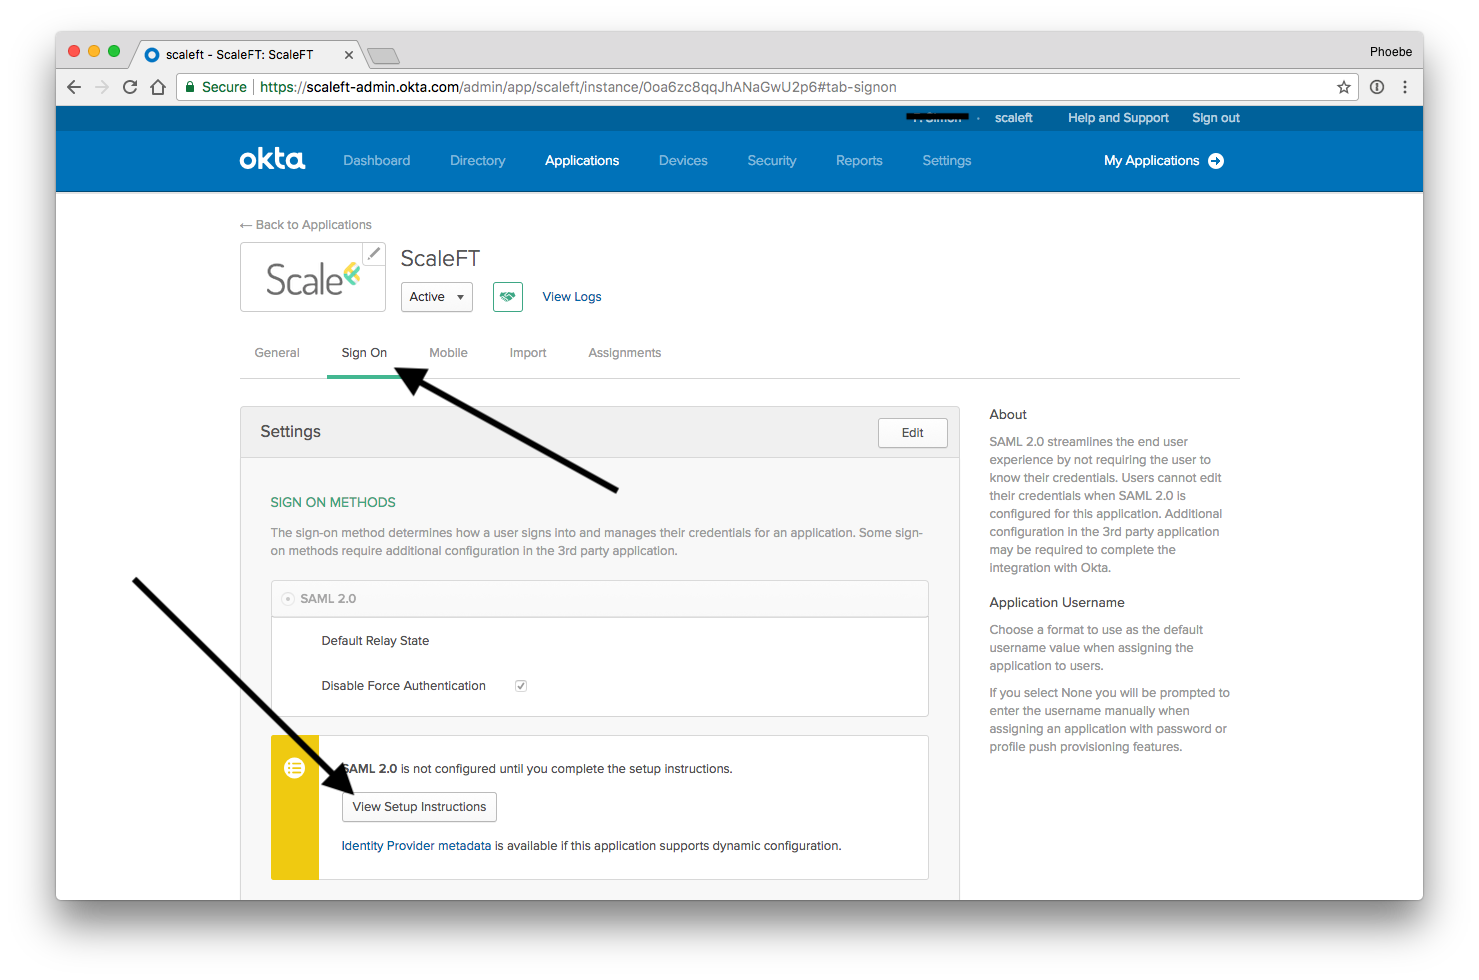 scaleft - ScaleFT: ScaleFT
Phoebe
Secure https://scaleft-admin.okta.com/admin/app/scaleft/instance/0oa6zc8qqJhANaGwU2p6#tab-signon
scaleft Help and Support Sign out
okta Dashboard Directory Applications Devices Security Reports Settings My Applications
← Back to Applications
Scale
ScaleFT
Active View Logs
General Sign On Mobile Import Assignments
Settings
Edit
SIGN ON METHODS
The sign-on method determines how a user signs into and manages their credentials for an application. Some sign-
on methods require additional configuration in the 3rd party application.
SAML 2.0
Default Relay State
Disable Force Authentication
SAML 2.0 is not configured until you complete the setup instructions.
View Setup Instructions
Identity Provider metadata is available if this application supports dynamic configuration.
About
SAML 2.0 streamlines the end user
experience by not requiring the user to
know their credentials. Users cannot edit
their credentials when SAML 2.0 is
configured for this application. Additional
configuration in the 3rd party application
may be required to complete the
integration with Okta.
Application Username
Choose a format to use as the default
username value when assigning the
application to users.
If you select None you will be prompted to
enter the username manually when
assigning an application with password or
profile push provisioning features.